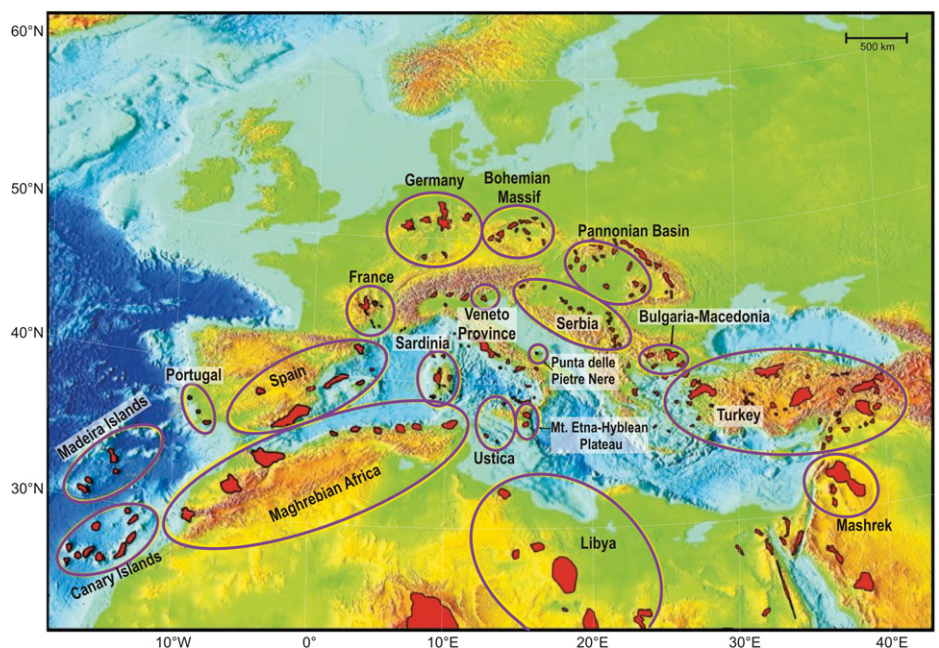 60°N
500 km
50°N
Germany
Bohemian
Massif
Pannonian Basin
France
Veneto
Province
Serbia
Bulgaria-Macedonia
40°N
Sardinia
Punta delle
Pietre Nere
Portugal
Spain
Turkey
Madeira Islands
Mt. Etna-Hyblean
Plateau
Ustica
30°N
Maghrebian Africa
Mashrek
Libya
Canary Islands
10°W
0°
10°E
20°E
30°E
40°E